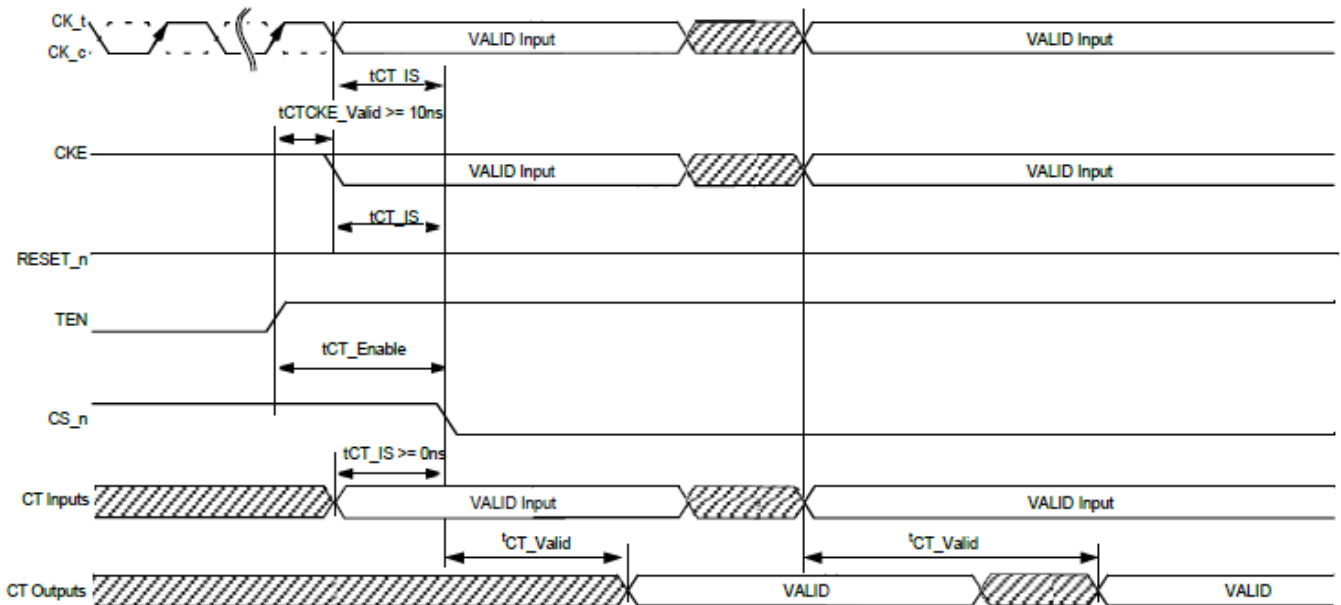 CK_t
CK_c
VALID Input
VALID Input
tCT_IS
tCTCKE_Valid >= 10ns
CKE
VALID Input
VALID Input
tCT_IS
RESET_n
TEN
tCT_Enable
CS_n
tCT_IS >= 0ns
CT Inputs
VALID Input
VALID Input
tCT_Valid
tCT_Valid
CT Outputs
VALID
VALID